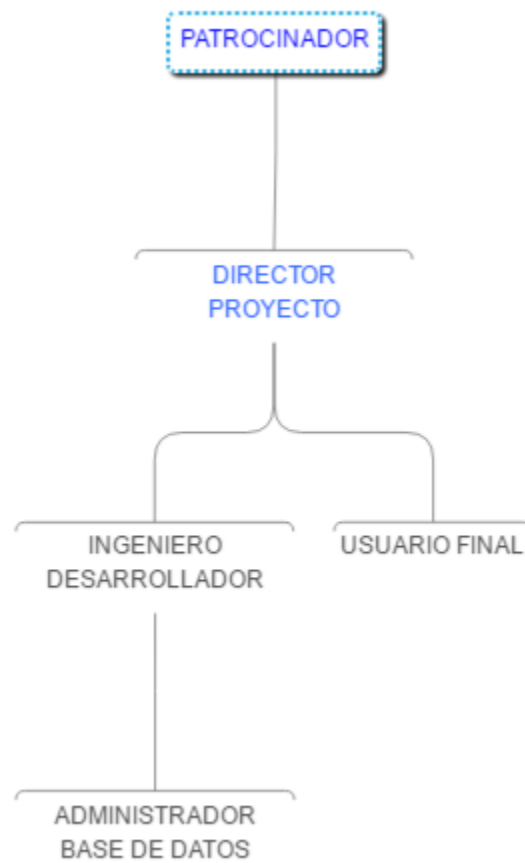 PATROCINADOR
DIRECTOR
PROYECTO
INGENIERO
DESARROLLADOR
USUARIO FINAL
ADMINISTRADOR
BASE DE DATOS